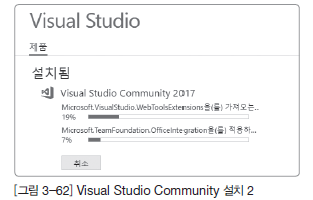 Visual Studio
제품
설치됨
Visual Studio Community 2017
Microsoft.VisualStudio.WebToolsExtensions을(를) 가져오는...
19%
Microsoft.TeamFoundation.OfficeIntegration을(를) 적용하...
7%
취소
[그림 3-62] Visual Studio Community 설치 2